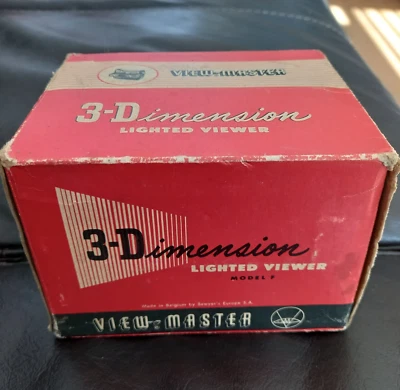 VIEW-MASTER
3-Dimension
LIGHTED VIEWER
3-Dimension
LIGHTED VIEWER
MODEL F
Made in Belgium by Sawyer's Europe S.A.
VIEW-MASTER